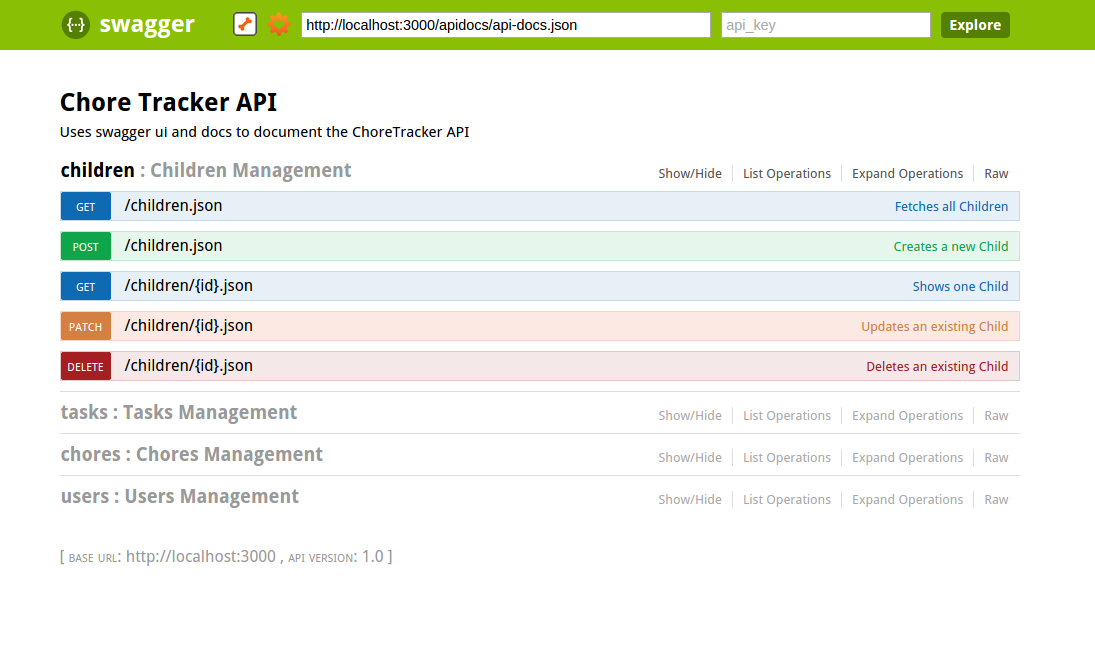 {···} swagger http://localhost:3000/apidocs/api-docs.json api_key Explore
Chore Tracker API
Uses swagger ui and docs to document the ChoreTracker API
children : Children Management Show/Hide List Operations Expand Operations Raw
GET /children.json Fetches all Children
POST /children.json Creates a new Child
GET /children/{id}.json Shows one Child
PATCH /children/{id}.json Updates an existing Child
DELETE /children/{id}.json Deletes an existing Child
tasks : Tasks Management Show/Hide List Operations Expand Operations Raw
chores : Chores Management Show/Hide List Operations Expand Operations Raw
users : Users Management Show/Hide List Operations Expand Operations Raw
[ BASE URL: http://localhost:3000 , API VERSION: 1.0 ]